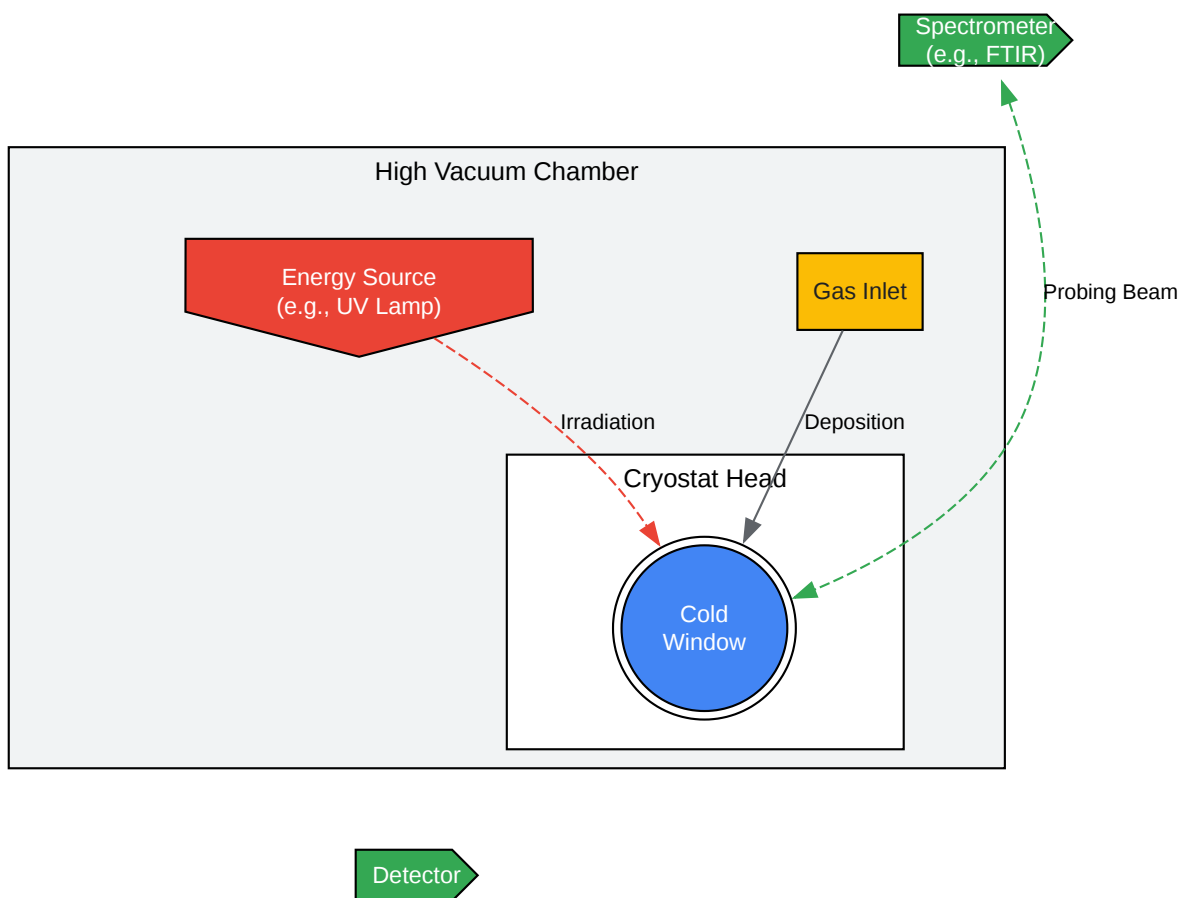 Spectrometer
(e.g., FTIR)
High Vacuum Chamber
Energy Source
(e.g., UV Lamp)
Gas Inlet
Probing Beam
Irradiation
Deposition
Cryostat Head
Cold
Window
Detector